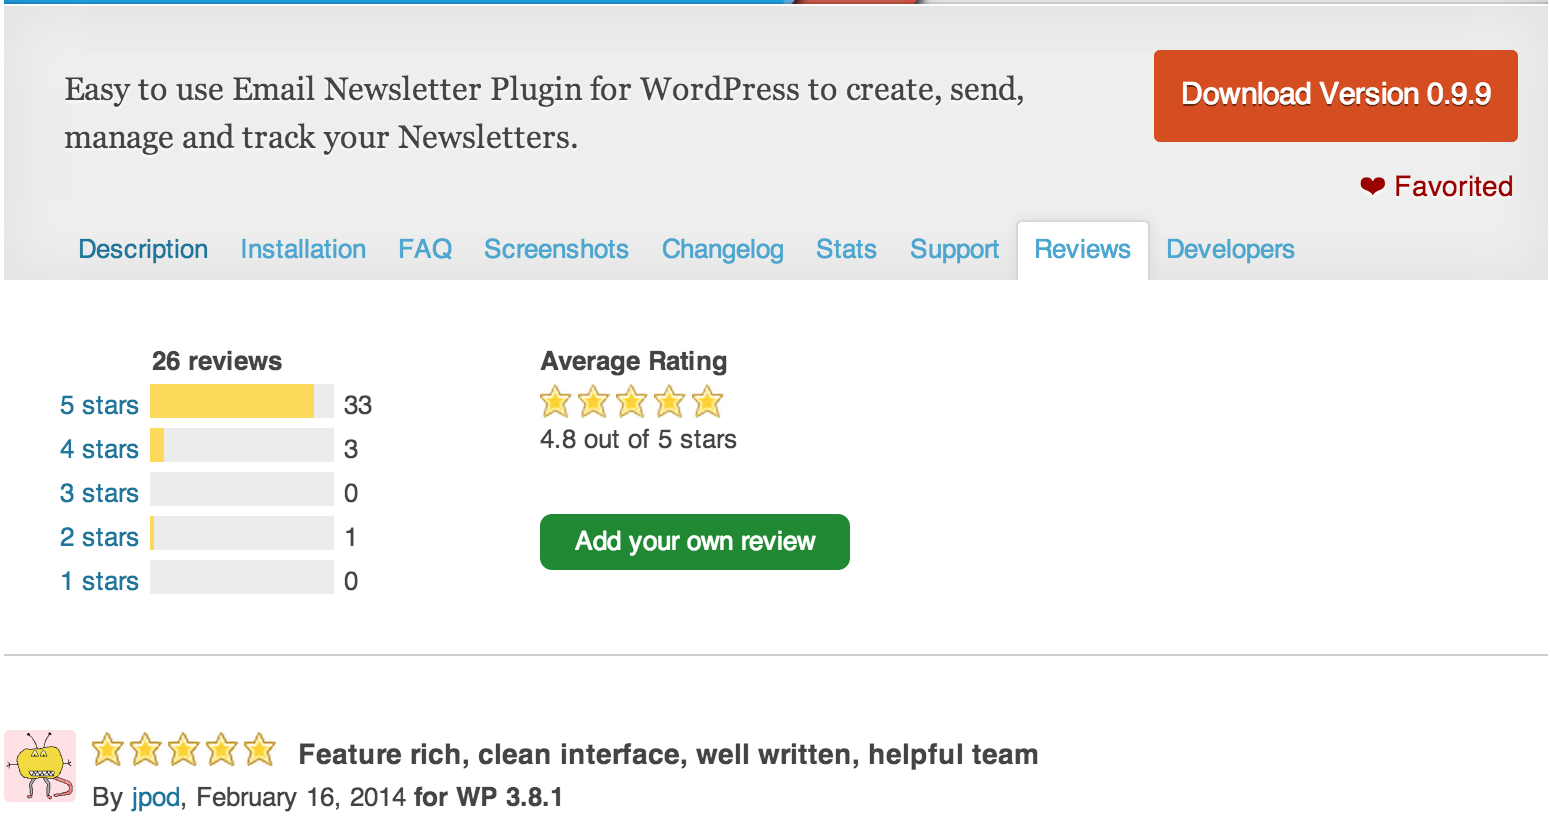 Easy to use Email Newsletter Plugin for WordPress to create, send,
manage and track your Newsletters.
Download Version 0.9.9
❤ Favorited
Description Installation FAQ Screenshots Changelog Stats Support Reviews Developers
26 reviews
5 stars 33
4 stars 3
3 stars 0
2 stars 1
1 stars 0
Average Rating
4.8 out of 5 stars
Add your own review
Feature rich, clean interface, well written, helpful team
By jpod, February 16, 2014 for WP 3.8.1